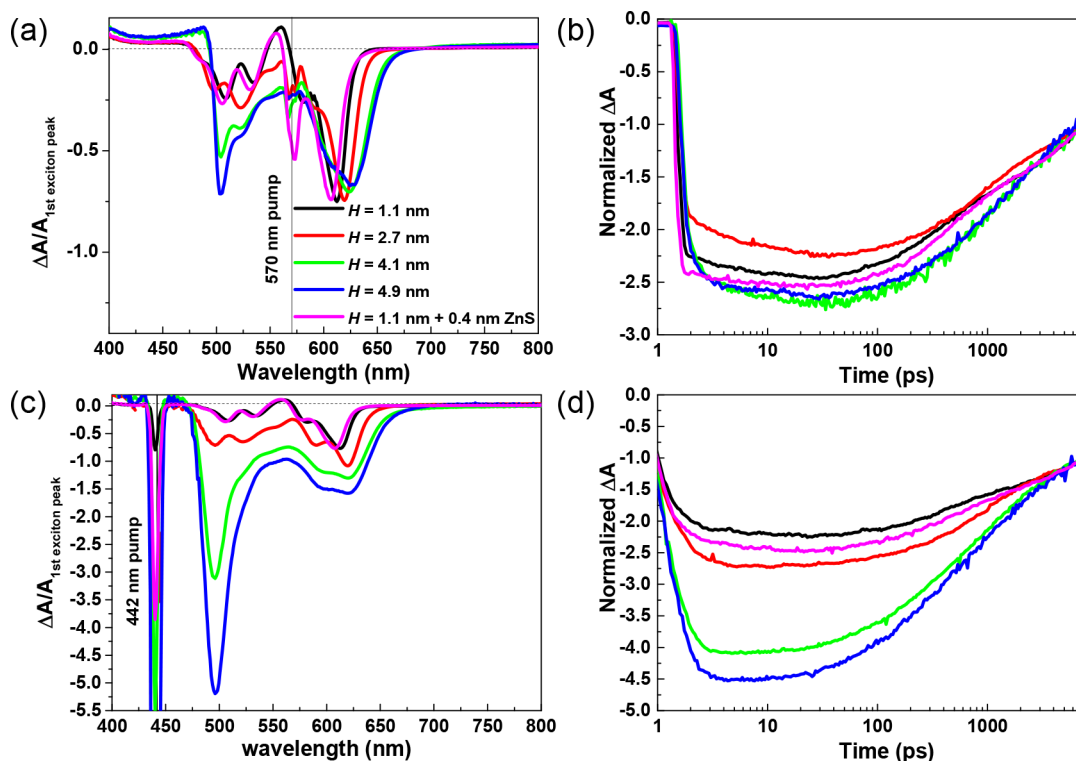 (a)
0.0
-0.5
-1.0
ΔA/A1st exciton peak
570 nm pump
H = 1.1 nm
H = 2.7 nm
H = 4.1 nm
H = 4.9 nm
H = 1.1 nm + 0.4 nm ZnS
400 450 500 550 600 650 700 750 800
Wavelength (nm)
(b)
0.0
-0.5
-1.0
-1.5
-2.0
-2.5
-3.0
Normalized ΔA
1 10 100 1000
Time (ps)
(c)
0.0
-0.5
-1.0
-1.5
-2.0
-2.5
-3.0
-3.5
-4.0
-4.5
-5.0
-5.5
ΔA/A1st exciton peak
442 nm pump
400 450 500 550 600 650 700 750 800
wavelength (nm)
(d)
0.0
-0.5
-1.0
-1.5
-2.0
-2.5
-3.0
-3.5
-4.0
-4.5
-5.0
Normalized ΔA
1 10 100 1000
Time (ps)